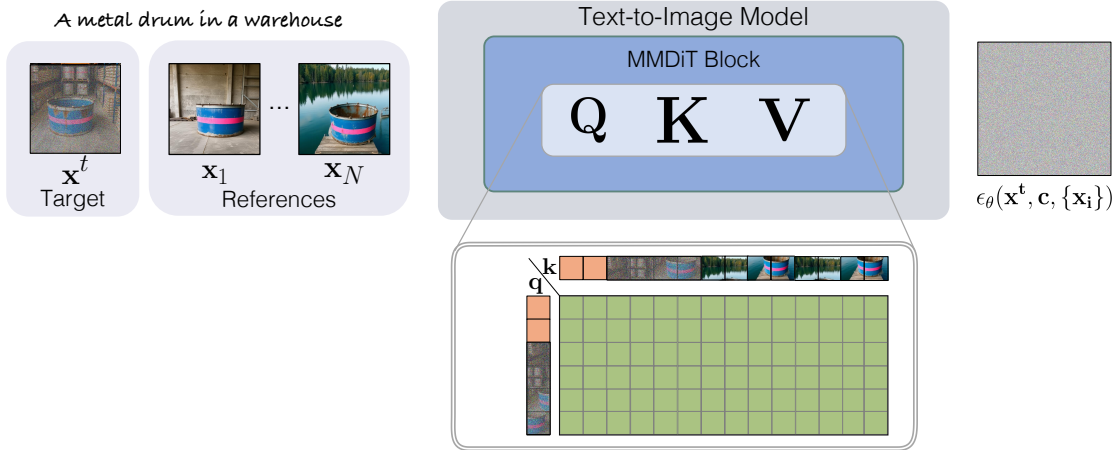 A metal drum in a warehouse
Text-to-Image Model
MMDiT Block
Q K V
...
x^t
x_1
x_N
Target
References
ϵ_θ(x^t, c, {x_i})
k
q